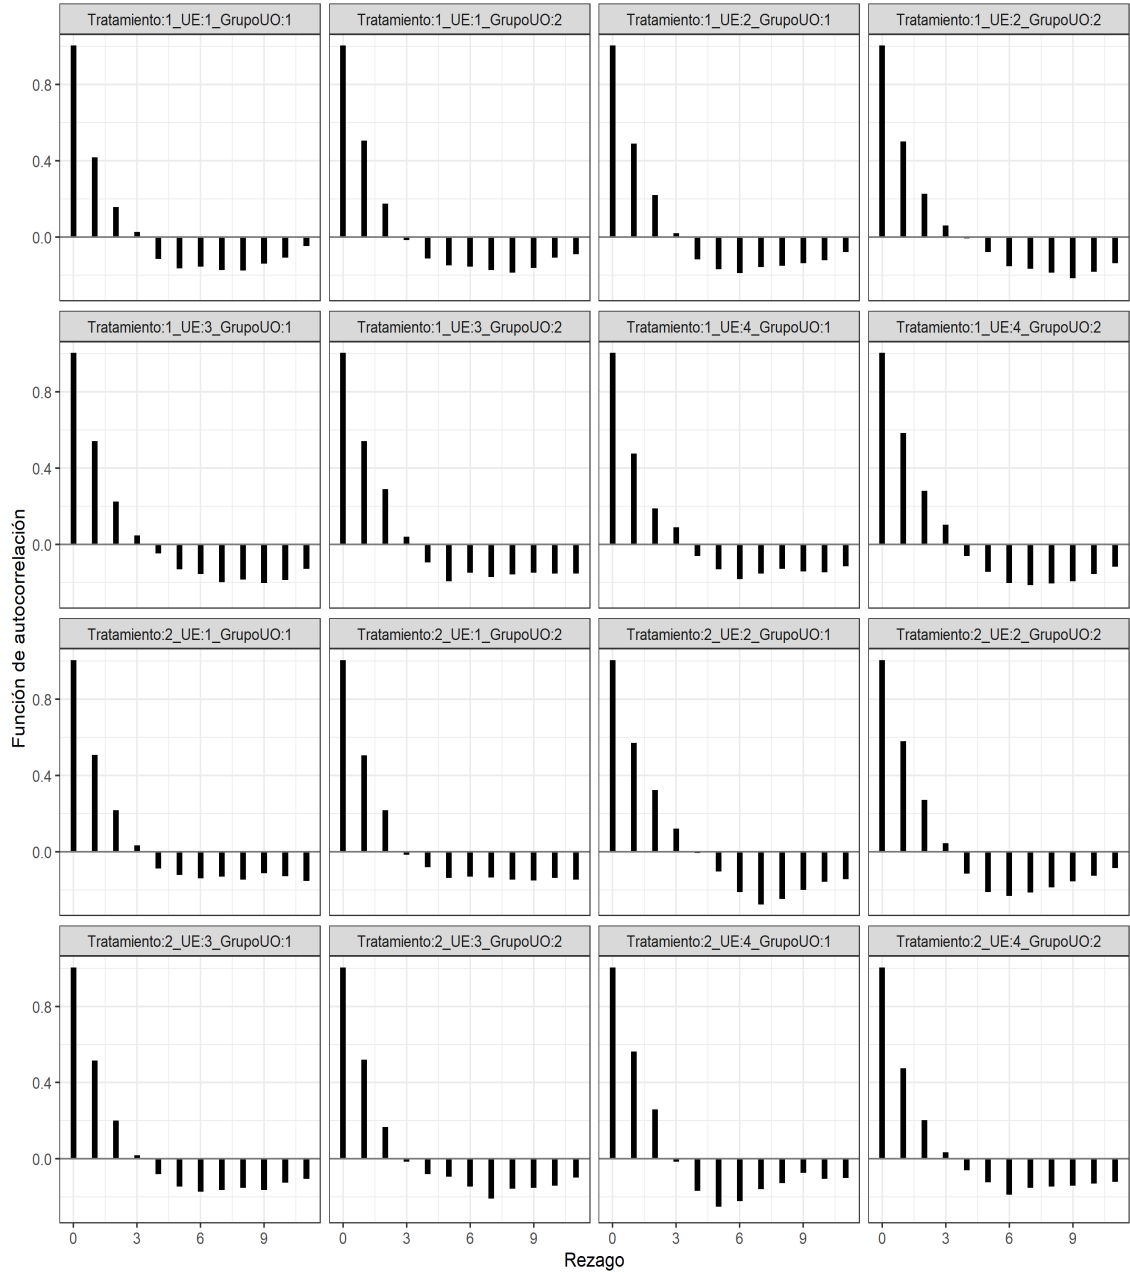 Tratamiento:1_UE:1_GrupoUO:1 Tratamiento:1_UE:1_GrupoUO:2 Tratamiento:1_UE:2_GrupoUO:1 Tratamiento:1_UE:2_GrupoUO:2
0.8
0.4
0.0
Tratamiento:1_UE:3_GrupoUO:1 Tratamiento:1_UE:3_GrupoUO:2 Tratamiento:1_UE:4_GrupoUO:1 Tratamiento:1_UE:4_GrupoUO:2
0.8
0.4
0.0
Función de autocorrelación
Tratamiento:2_UE:1_GrupoUO:1 Tratamiento:2_UE:1_GrupoUO:2 Tratamiento:2_UE:2_GrupoUO:1 Tratamiento:2_UE:2_GrupoUO:2
0.8
0.4
0.0
Tratamiento:2_UE:3_GrupoUO:1 Tratamiento:2_UE:3_GrupoUO:2 Tratamiento:2_UE:4_GrupoUO:1 Tratamiento:2_UE:4_GrupoUO:2
0.8
0.4
0.0
0 3 6 9 0 3 6 9 0 3 6 9 0 3 6 9
Rezago